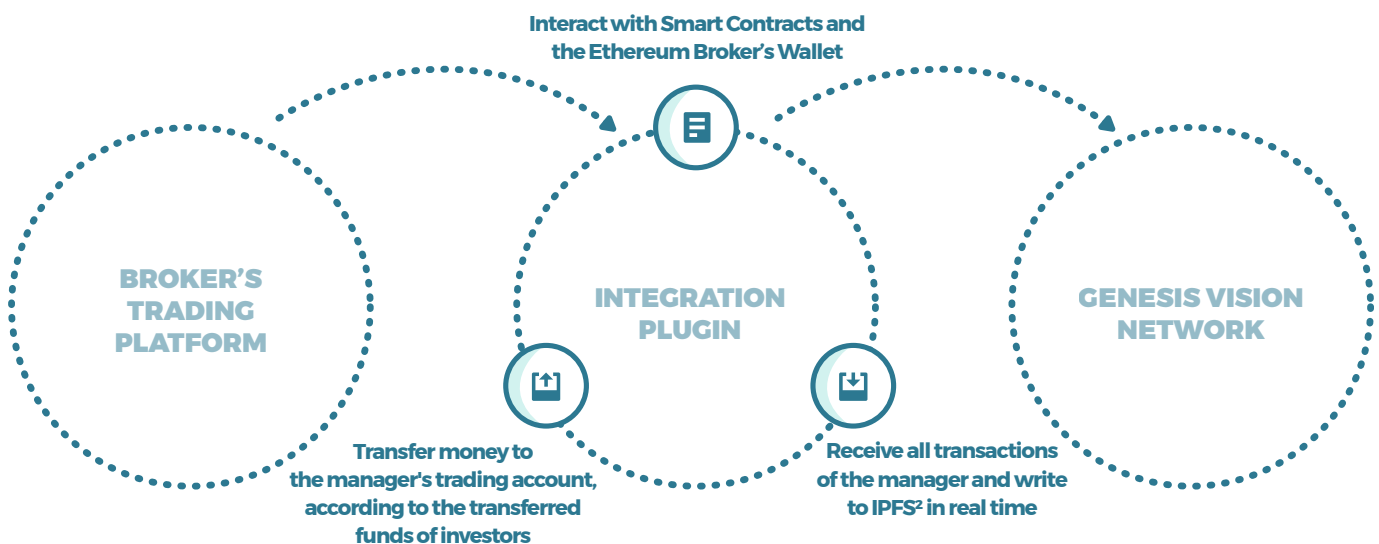 Interact with Smart Contracts and
the Ethereum Broker's Wallet
BROKER'S
TRADING
PLATFORM
INTEGRATION
PLUGIN
GENESIS VISION
NETWORK
Transfer money to
the manager's trading account,
according to the transferred
funds of investors
Receive all transactions
of the manager and write
to IPFS² in real time